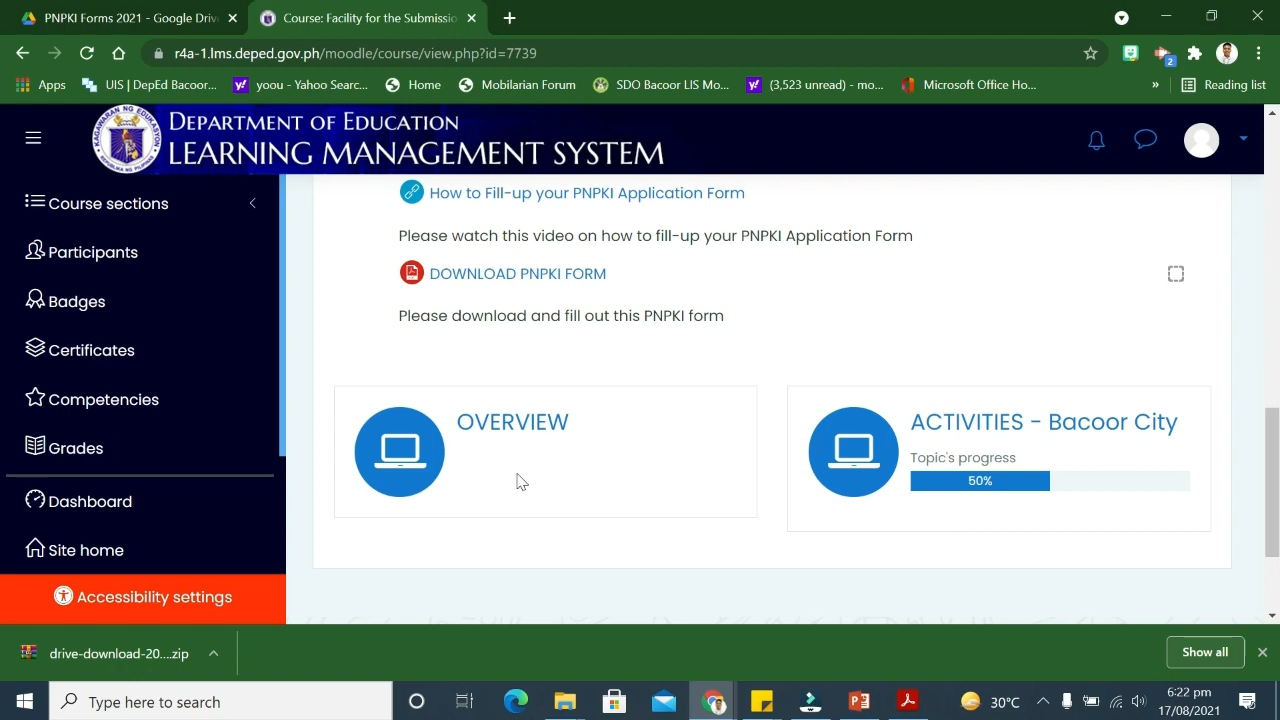 PNPKI Forms 2021 - Google Drive
Course: Facility for the Submissio
r4a-1.lms.deped.gov.ph/moodle/course/view.php?id=7739
2
Apps
UIS | DepEd Bacoor...
yoou - Yahoo Searc...
Home
Mobilarian Forum
SDO Bacoor LIS Mo...
(3,523 unread) - mo...
Microsoft Office Ho...
»
Reading list
KAGAWARAN NG EDUKASYON
DEPARTMENT OF EDUCATION
LEARNING MANAGEMENT SYSTEM
Course sections
Participants
Badges
Certificates
Competencies
Grades
Dashboard
Site home
Accessibility settings
How to Fill-up your PNPKI Application Form
Please watch this video on how to fill-up your PNPKI Application Form
DOWNLOAD PNPKI FORM
Please download and fill out this PNPKI form
OVERVIEW
ACTIVITIES - Bacoor City
Topic's progress
50%
drive-download-20....zip
Show all
Type here to search
30°C
6:22 pm
17/08/2021